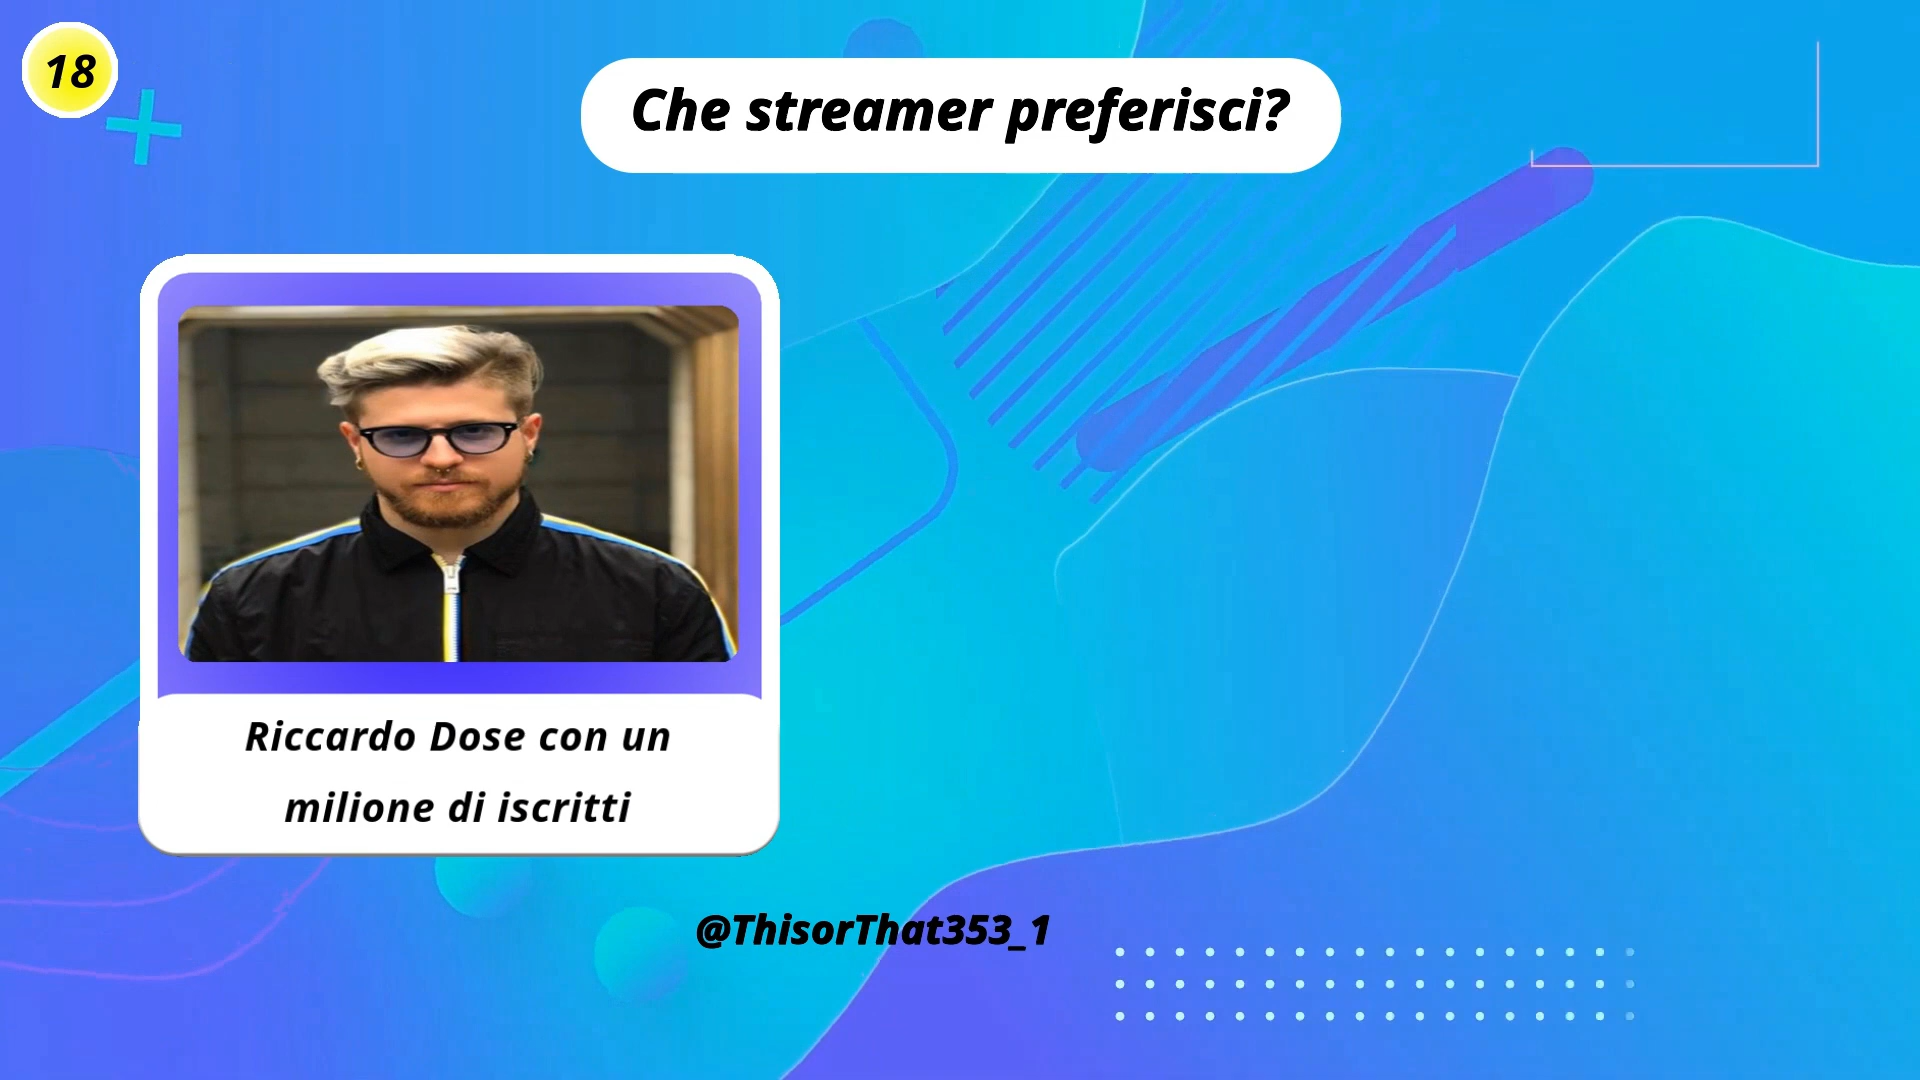 18
Che streamer preferisci?
Riccardo Dose con un
milione di iscritti
@ThisorThat353_1